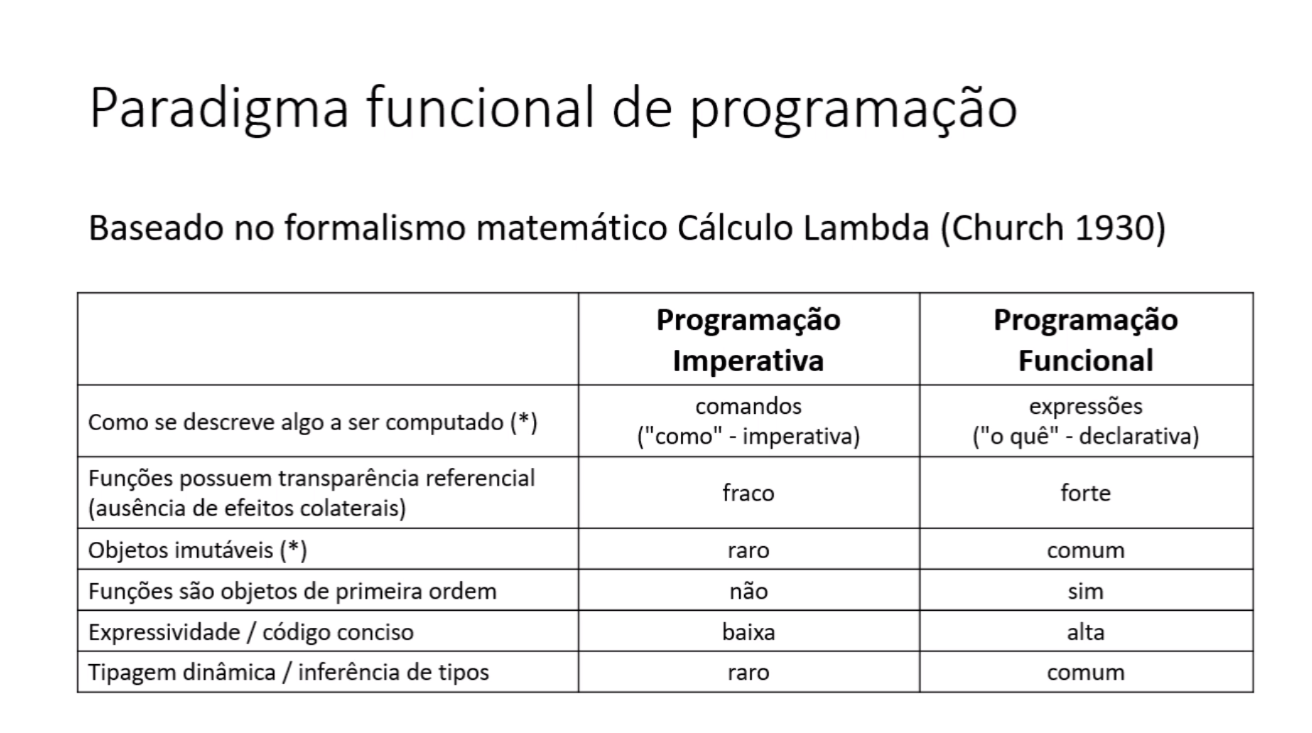 Paradigma funcional de programação
Baseado no formalismo matemático Cálculo Lambda (Church 1930)
Programação
Imperativa
Programação
Funcional
Como se descreve algo a ser computado (*)
comandos
("como" - imperativa)
expressões
("o quê" - declarativa)
Funções possuem transparência referencial
(ausência de efeitos colaterais)
fraco
forte
Objetos imutáveis (*)
raro
comum
Funções são objetos de primeira ordem
não
sim
Expressividade / código conciso
baixa
alta
Tipagem dinâmica / inferência de tipos
raro
comum